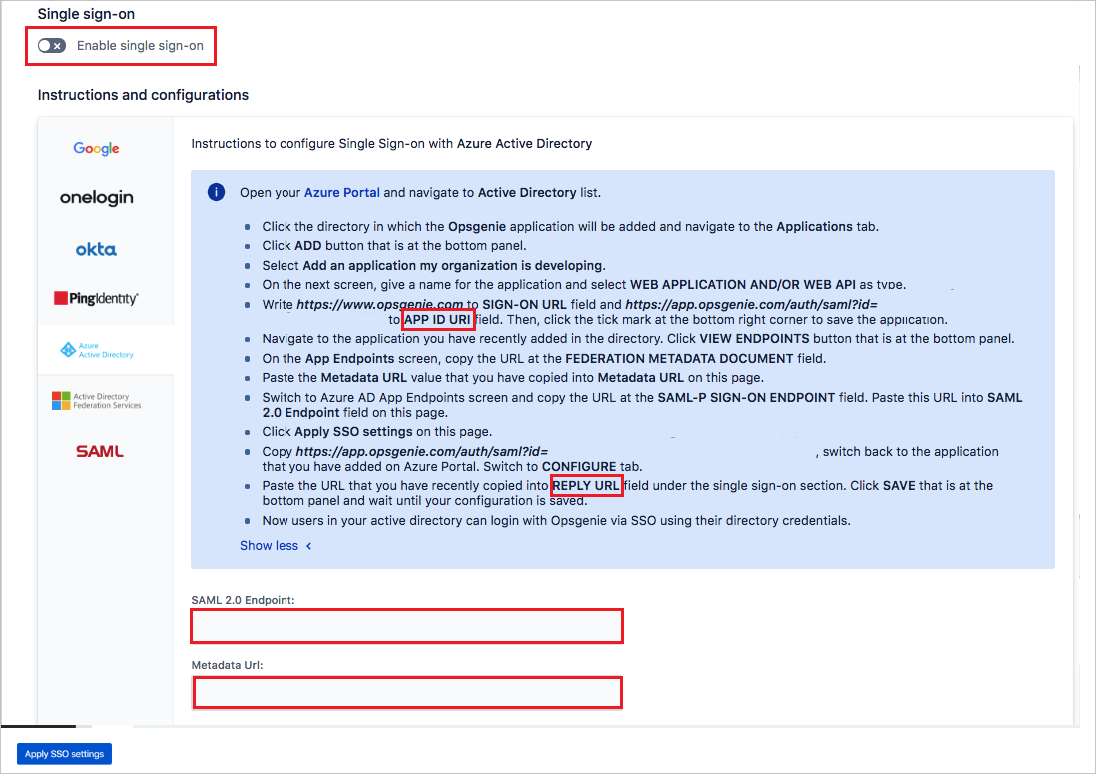 Single sign-on
Enable single sign-on
Instructions and configurations
Google
onelogin
okta
PingIdentity
Azure
Active Directory
Active Directory
Federation Services
SAML
Instructions to configure Single Sign-on with Azure Active Directory
Open your Azure Portal and navigate to Active Directory list.
Click the directory in which the Opsgenie application will be added and navigate to the Applications tab.
Click ADD button that is at the bottom panel.
Select Add an application my organization is developing.
On the next screen, give a name for the application and select WEB APPLICATION AND/OR WEB API as type.
Write https://www.opsgenie.com to SIGN-ON URL field and https://app.opsgenie.com/auth/saml?id=
to APP ID URI field. Then, click the tick mark at the bottom right corner to save the application.
Navigate to the application you have recently added in the directory. Click VIEW ENDPOINTS button that is at the bottom panel.
On the App Endpoints screen, copy the URL at the FEDERATION METADATA DOCUMENT field.
Paste the Metadata URL value that you have copied into Metadata URL on this page.
Switch to Azure AD App Endpoints screen and copy the URL at the SAML-P SIGN-ON ENDPOINT field. Paste this URL into SAML
2.0 Endpoint field on this page.
Click Apply SSO settings on this page.
Copy https://app.opsgenie.com/auth/saml?id= , switch back to the application
that you have added on Azure Portal. Switch to CONFIGURE tab.
Paste the URL that you have recently copied into REPLY URL field under the single sign-on section. Click SAVE that is at the
bottom panel and wait until your configuration is saved.
Now users in your active directory can login with Opsgenie via SSO using their directory credentials.
Show less
SAML 2.0 Endpoint:
Metadata Url:
Apply SSO settings